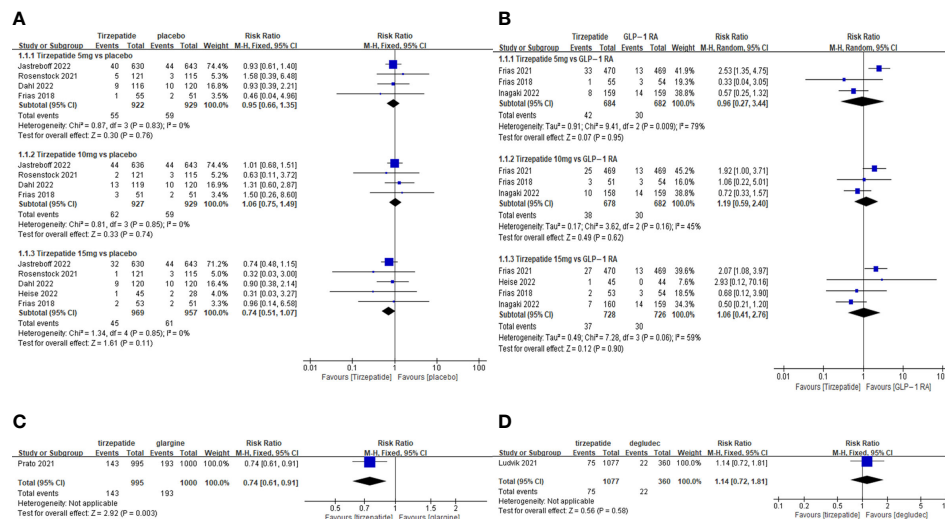 A
Tirzepatide placebo Risk Ratio Risk Ratio
Study or Subgroup Events Total Events Total Weight M-H, Fixed, 95% CI M-H, Fixed, 95% CI
1.1.1 Tirzepatide 5mg vs placebo
Jastreboff 2022 40 630 44 643 74.4% 0.93 [0.61, 1.40]
Rosenstock 2021 5 121 3 115 5.2% 1.58 [0.39, 6.48]
Dahl 2022 9 116 10 120 16.7% 0.93 [0.39, 2.21]
Frias 2018 1 55 2 51 3.5% 0.46 [0.04, 4.96]
Subtotal (95% CI) 922 929 100.0% 0.95 [0.66, 1.35]
Total events 55 59
Heterogeneity: Chi² = 0.87, df = 3 (P = 0.83); I² = 0%
Test for overall effect: Z = 0.30 (P = 0.76)
1.1.2 Tirzepatide 10mg vs placebo
Jastreboff 2022 44 636 44 643 74.2% 1.01 [0.68, 1.51]
Rosenstock 2021 2 121 3 115 5.2% 0.63 [0.11, 3.72]
Dahl 2022 13 119 10 120 16.9% 1.31 [0.60, 2.87]
Frias 2018 3 51 2 51 3.4% 1.50 [0.26, 8.60]
Subtotal (95% CI) 927 929 100.0% 1.06 [0.75, 1.49]
Total events 62 59
Heterogeneity: Chi² = 0.81, df = 3 (P = 0.85); I² = 0%
Test for overall effect: Z = 0.33 (P = 0.74)
1.1.3 Tirzepatide 15mg vs placebo
Jastreboff 2022 32 630 44 643 71.2% 0.74 [0.48, 1.15]
Rosenstock 2021 1 121 3 115 5.0% 0.32 [0.03, 3.00]
Dahl 2022 9 120 10 120 16.4% 0.90 [0.38, 2.14]
Heise 2022 1 45 2 28 4.0% 0.31 [0.03, 3.27]
Frias 2018 2 53 2 51 3.3% 0.96 [0.14, 6.58]
Subtotal (95% CI) 969 957 100.0% 0.74 [0.51, 1.07]
Total events 45 61
Heterogeneity: Chi² = 1.34, df = 4 (P = 0.85); I² = 0%
Test for overall effect: Z = 1.61 (P = 0.11)
0.01 0.1 1 10 100
Favours [Tirzepatide] Favours [placebo]
B
Tirzepatide GLP-1 RA Risk Ratio Risk Ratio
Study or Subgroup Events Total Events Total Weight M-H, Random, 95% CI M-H, Random, 95% CI
1.1.1 Tirzepatide 5mg vs GLP-1 RA
Frias 2021 33 470 13 469 41.9% 2.53 [1.35, 4.75]
Frias 2018 1 55 3 54 0.33 [0.04, 3.05]
Inagaki 2022 8 159 14 159 38.8% 0.57 [0.25, 1.32]
Subtotal (95% CI) 684 682 100.0% 0.96 [0.27, 3.44]
Total events 42 30
Heterogeneity: Tau² = 0.91; Chi² = 9.41, df = 2 (P = 0.009); I² = 79%
Test for overall effect: Z = 0.07 (P = 0.95)
1.1.2 Tirzepatide 10mg vs GLP-1 RA
Frias 2021 25 469 13 469 1.92 [1.00, 3.71]
Frias 2018 3 51 3 54 1.06 [0.22, 5.01]
Inagaki 2022 10 158 14 159 0.72 [0.33, 1.57]
Subtotal (95% CI) 678 682 100.0% 1.19 [0.59, 2.40]
Total events 38 30
Heterogeneity: Tau² = 0.17; Chi² = 3.62, df = 2 (P = 0.16); I² = 45%
Test for overall effect: Z = 0.49 (P = 0.62)
1.1.3 Tirzepatide 15mg vs GLP-1 RA
Frias 2021 27 470 13 469 39.6% 2.07 [1.08, 3.97]
Heise 2022 1 45 0 44 2.93 [0.12, 70.16]
Frias 2018 2 53 3 54 0.68 [0.12, 3.90]
Inagaki 2022 7 160 14 159 0.50 [0.21, 1.20]
Subtotal (95% CI) 728 726 100.0% 1.06 [0.41, 2.76]
Total events 37 30
Heterogeneity: Tau² = 0.49; Chi² = 7.28, df = 3 (P = 0.06); I² = 59%
Test for overall effect: Z = 0.12 (P = 0.90)
0.01 0.1 1 10 100
Favours [Tirzepatide] Favours [GLP-1 RA]
C
tirzepatide glargine Risk Ratio Risk Ratio
Study or Subgroup Events Total Events Total Weight M-H, Fixed, 95% CI M-H, Fixed, 95% CI
Prato 2021 143 995 193 1000 100.0% 0.74 [0.61, 0.91]
Total (95% CI) 995 1000 100.0% 0.74 [0.61, 0.91]
Total events 143 193
Heterogeneity: Not applicable
Test for overall effect: Z = 2.92 (P = 0.003)
0.5 0.7 1 1.5 2
Favours [tirzepatide] Favours [glargine]
D
tirzepatide degludec Risk Ratio Risk Ratio
Study or Subgroup Events Total Events Total Weight M-H, Fixed, 95% CI M-H, Fixed, 95% CI
Ludvik 2021 75 1077 22 360 100.0% 1.14 [0.72, 1.81]
Total (95% CI) 1077 360 100.0% 1.14 [0.72, 1.81]
Total events 75 22
Heterogeneity: Not applicable
Test for overall effect: Z = 0.56 (P = 0.58)
0.1 0.2 0.5 1 2 5 10
Favours [tirzepatide] Favours [degludec]